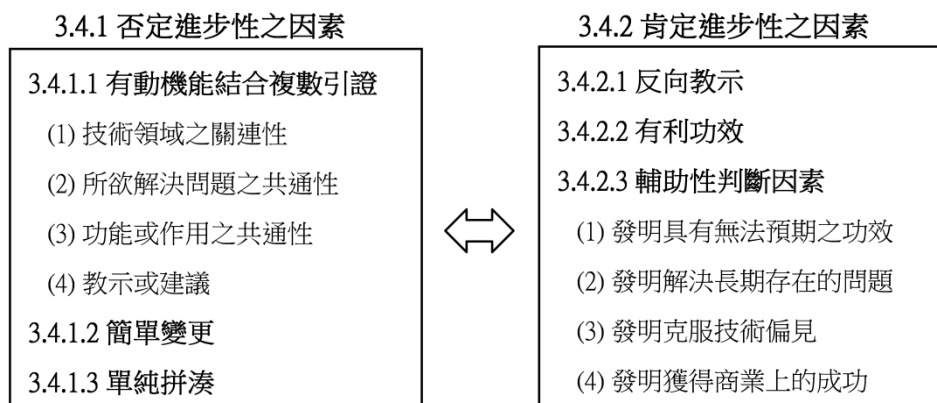 3.4.1 否定進步性之因素
3.4.1.1 有動機能結合複數引證
(1) 技術領域之關連性
(2) 所欲解決問題之共通性
(3) 功能或作用之共通性
(4) 教示或建議
3.4.1.2 簡單變更
3.4.1.3 單純拼湊
3.4.2 肯定進步性之因素
3.4.2.1 反向教示
3.4.2.2 有利功效
3.4.2.3 輔助性判斷因素
(1) 發明具有無法預期之功效
(2) 發明解決長期存在的問題
(3) 發明克服技術偏見
(4) 發明獲得商業上的成功